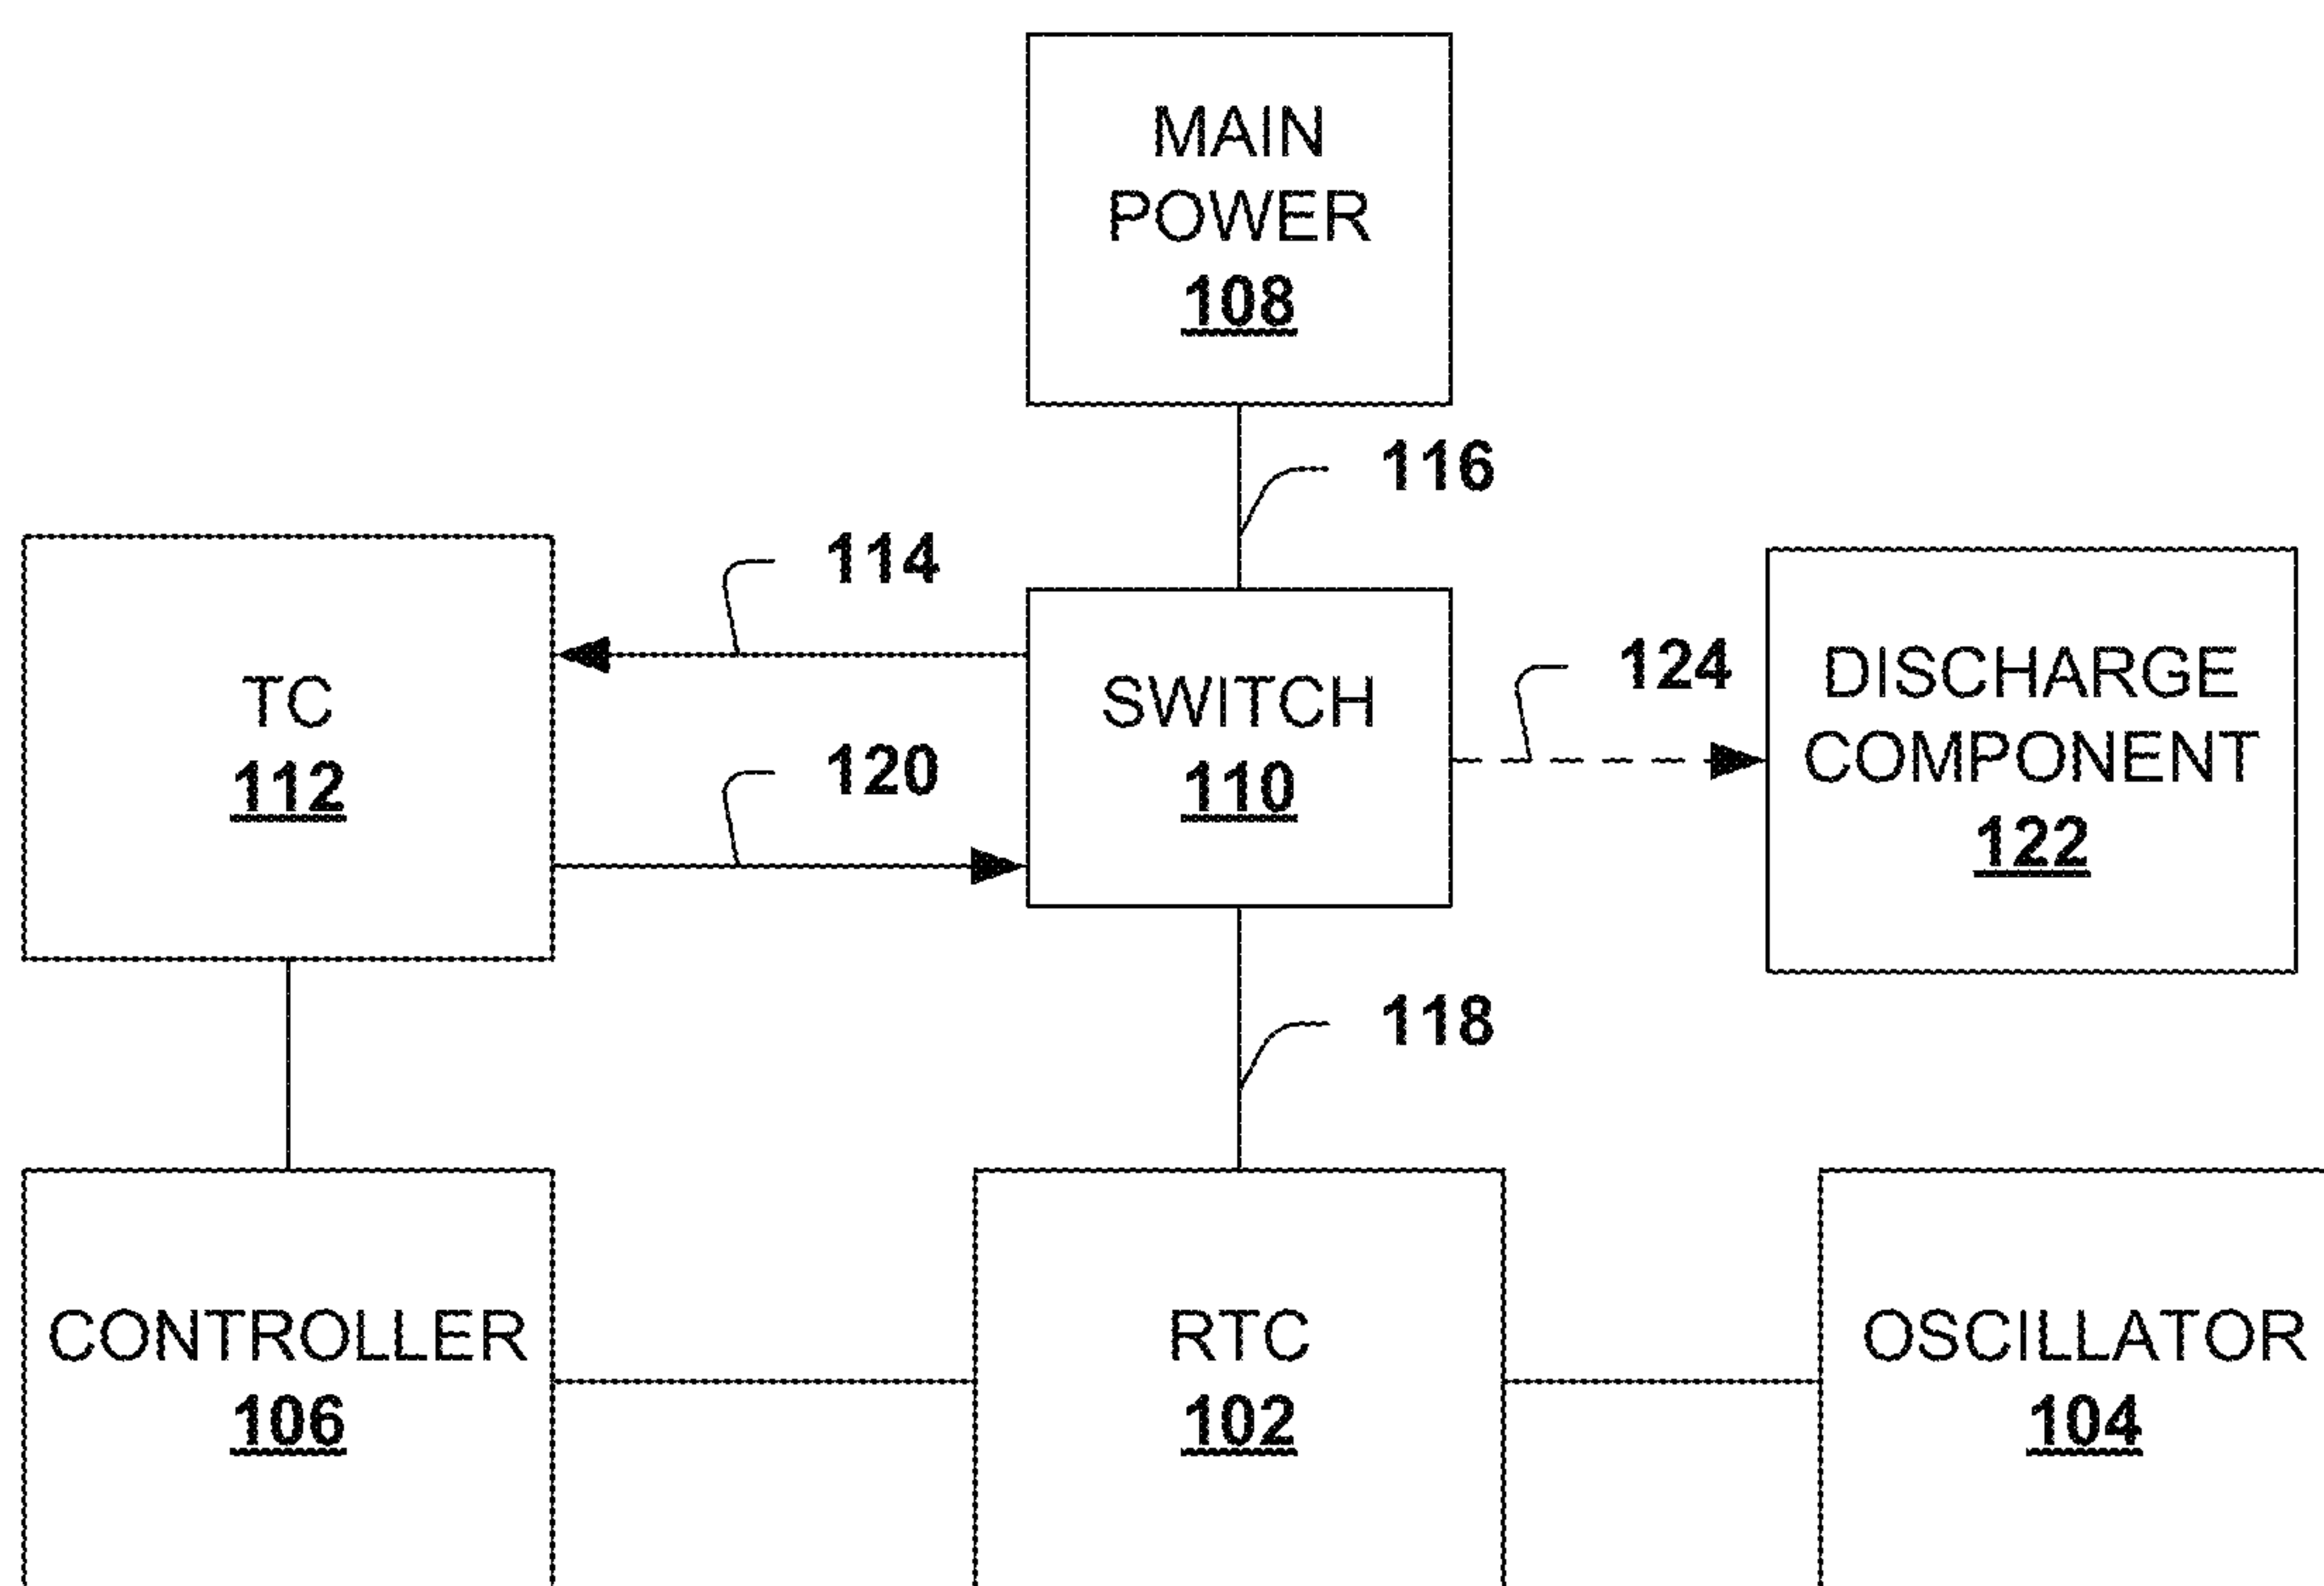 MAIN
POWER
108
116
114
124
TC
112
120
SWITCH
110
DISCHARGE
COMPONENT
122
118
CONTROLLER
106
RTC
102
OSCILLATOR
104